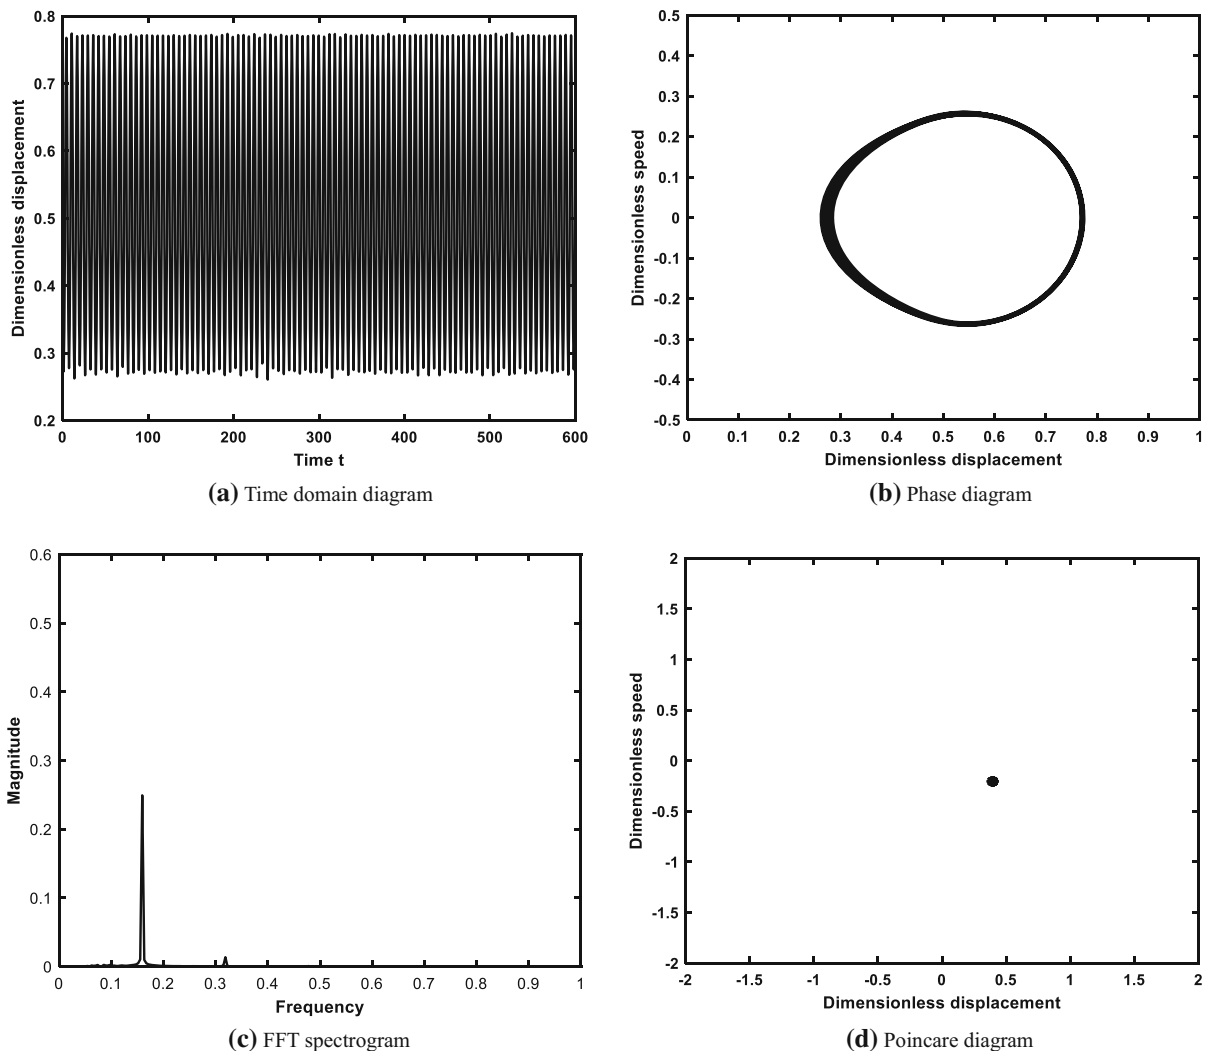 0.8
0.7
0.6
0.5
0.4
0.3
0.2
Dimensionless displacement
0 100 200 300 400 500 600
Time t
(a) Time domain diagram
0.5
0.4
0.3
0.2
0.1
0
-0.1
-0.2
-0.3
-0.4
-0.5
Dimensionless speed
0 0.1 0.2 0.3 0.4 0.5 0.6 0.7 0.8 0.9 1
Dimensionless displacement
(b) Phase diagram
0.6
0.5
0.4
0.3
0.2
0.1
0
Magnitude
0 0.1 0.2 0.3 0.4 0.5 0.6 0.7 0.8 0.9 1
Frequency
(c) FFT spectrogram
2
1.5
1
0.5
0
-0.5
-1
-1.5
-2
Dimensionless speed
-2 -1.5 -1 -0.5 0 0.5 1 1.5 2
Dimensionless displacement
(d) Poincare diagram